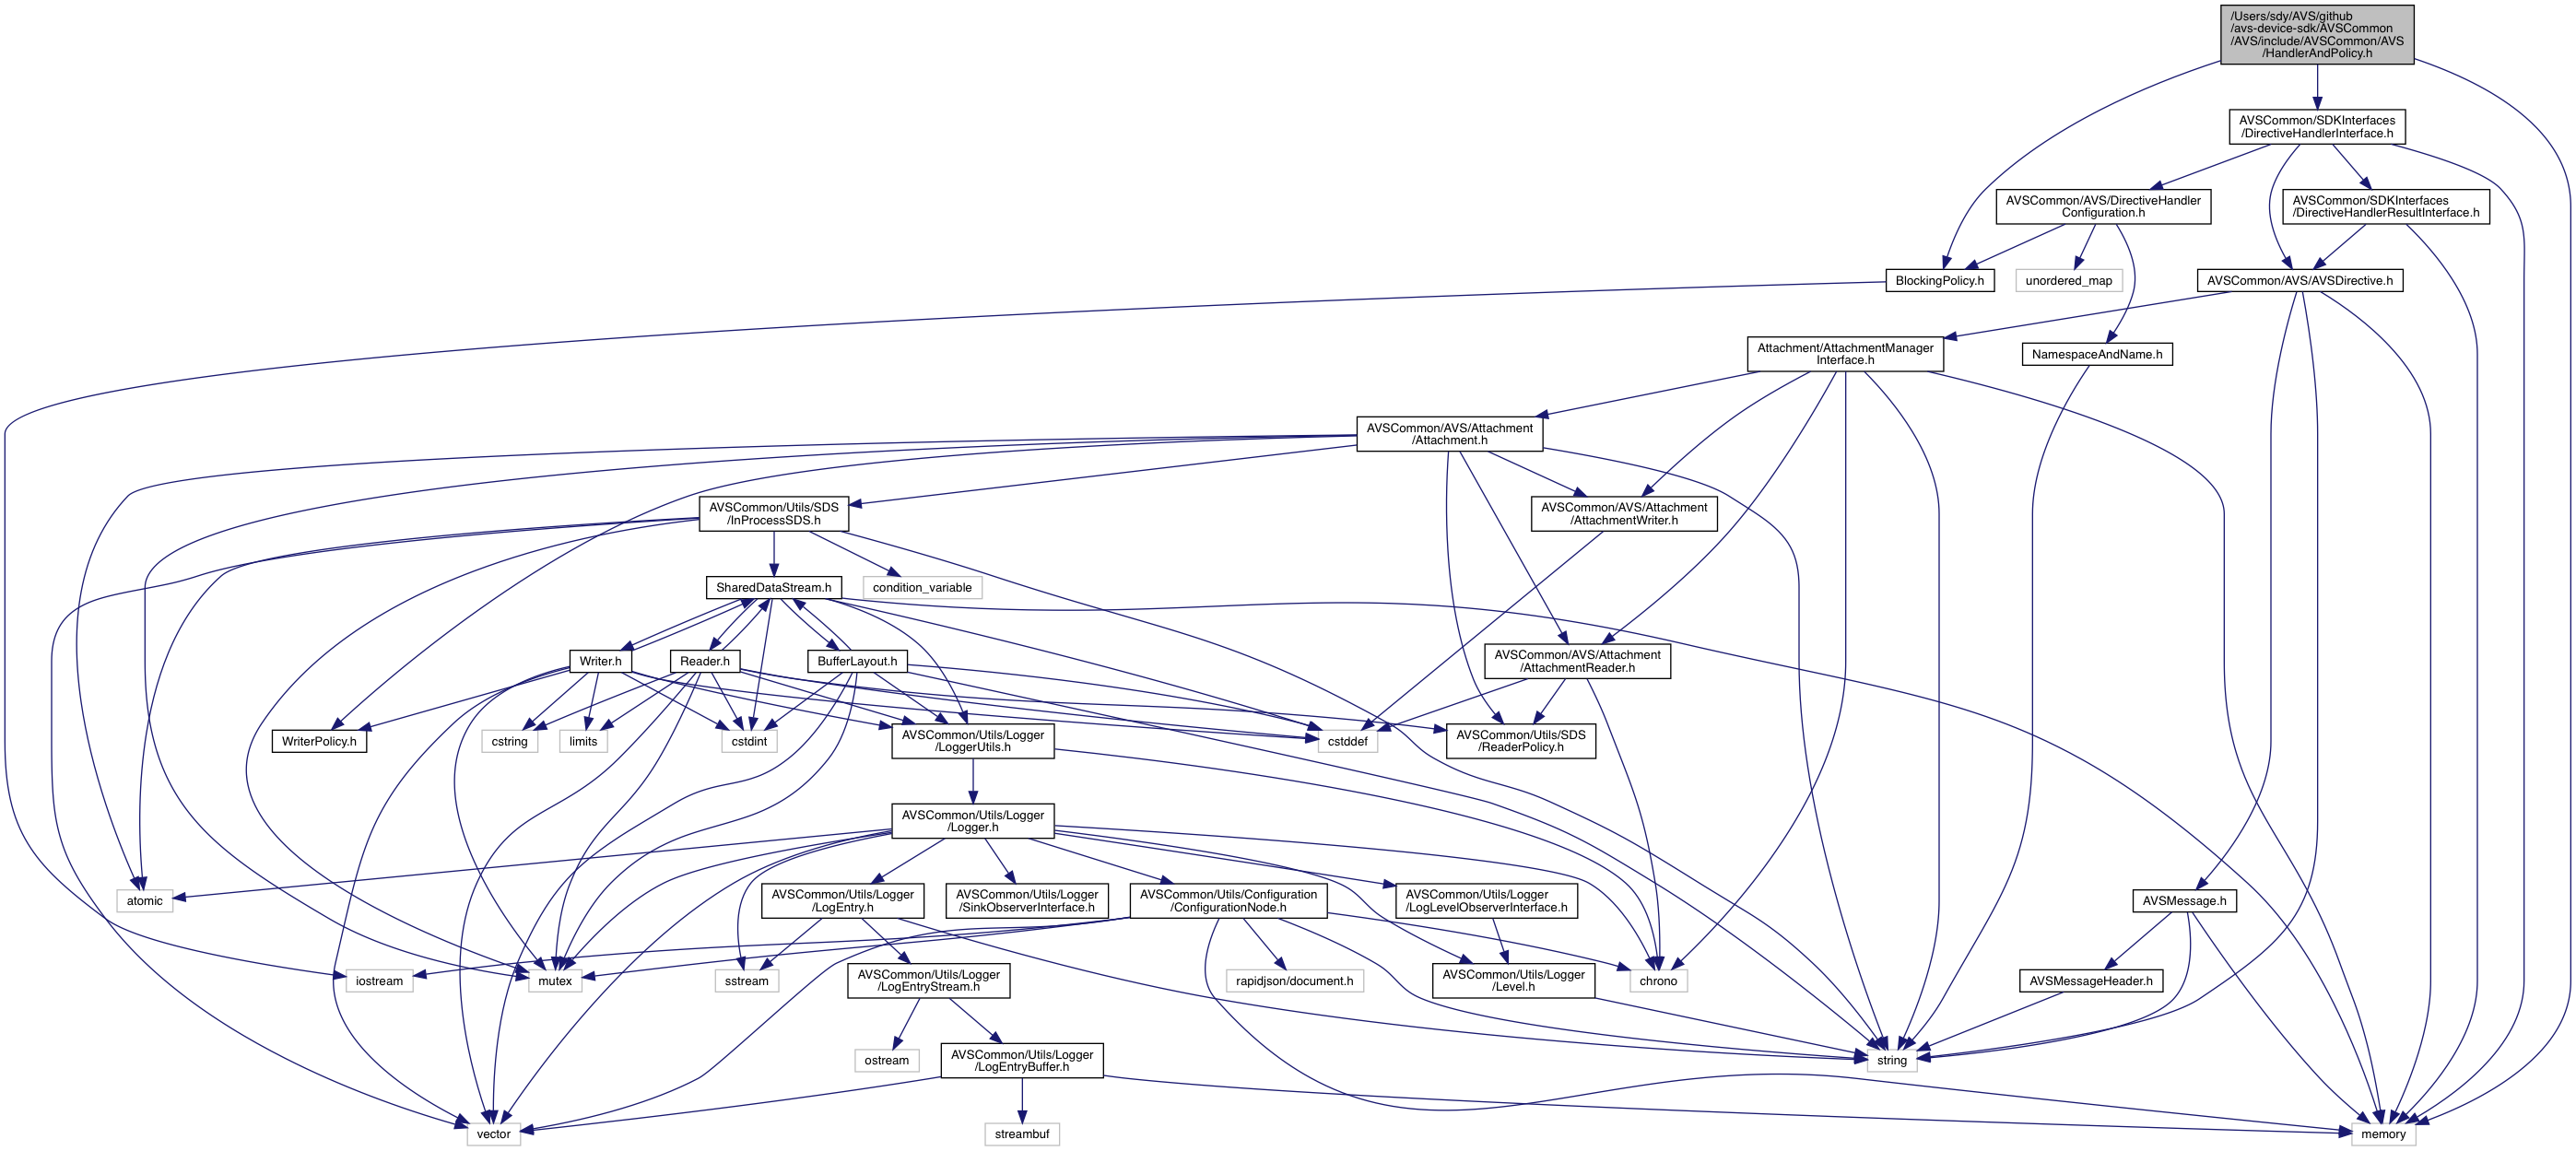 /Users/sdy/AVS/github
/avs-device-sdk/AVSCommon
/AVS/include/AVSCommon/AVS
/HandlerAndPolicy.h
AVSCommon/SDKInterfaces
/DirectiveHandlerInterface.h
AVSCommon/AVS/DirectiveHandler
Configuration.h
AVSCommon/SDKInterfaces
/DirectiveHandlerResultInterface.h
BlockingPolicy.h
unordered_map
AVSCommon/AVS/AVSDirective.h
Attachment/AttachmentManager
Interface.h
NamespaceAndName.h
AVSCommon/AVS/Attachment
/Attachment.h
AVSCommon/Utils/SDS
/InProcessSDS.h
AVSCommon/AVS/Attachment
/AttachmentWriter.h
SharedDataStream.h
condition_variable
Writer.h
Reader.h
BufferLayout.h
AVSCommon/AVS/Attachment
/AttachmentReader.h
WriterPolicy.h
cstring
limits
cstdint
AVSCommon/Utils/Logger
/LoggerUtils.h
cstddef
AVSCommon/Utils/SDS
/ReaderPolicy.h
AVSCommon/Utils/Logger
/Logger.h
atomic
AVSCommon/Utils/Logger
/LogEntry.h
AVSCommon/Utils/Logger
/SinkObserverInterface.h
AVSCommon/Utils/Configuration
/ConfigurationNode.h
AVSCommon/Utils/Logger
/LogLevelObserverInterface.h
AVSMessage.h
iostream
mutex
sstream
AVSCommon/Utils/Logger
/LogEntryStream.h
rapidjson/document.h
AVSCommon/Utils/Logger
/Level.h
chrono
AVSMessageHeader.h
ostream
AVSCommon/Utils/Logger
/LogEntryBuffer.h
string
vector
streambuf
memory